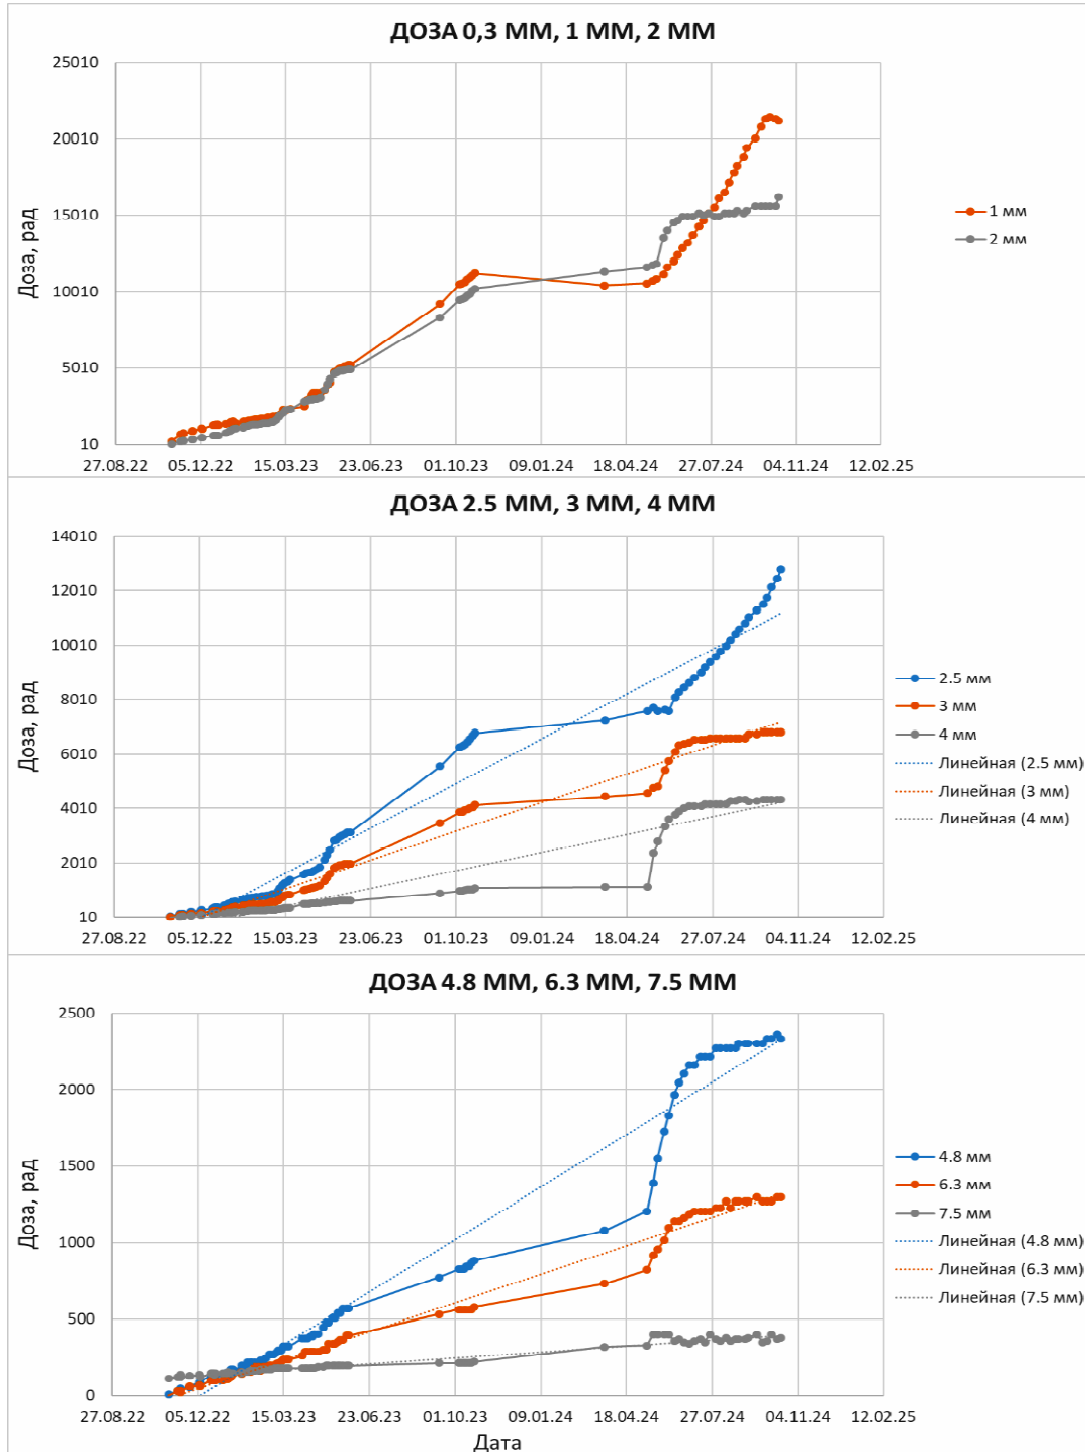 ДОЗА 0,3 ММ, 1 ММ, 2 ММ
25010
20010
15010
10010
5010
10
Доза, рад
27.08.22 05.12.22 15.03.23 23.06.23 01.10.23 09.01.24 18.04.24 27.07.24 04.11.24 12.02.25
1 мм
2 мм
ДОЗА 2.5 ММ, 3 ММ, 4 ММ
14010
12010
10010
8010
6010
4010
2010
10
Доза, рад
27.08.22 05.12.22 15.03.23 23.06.23 01.10.23 09.01.24 18.04.24 27.07.24 04.11.24 12.02.25
2.5 мм
3 мм
4 мм
Линейная (2.5 мм)
Линейная (3 мм)
Линейная (4 мм)
ДОЗА 4.8 ММ, 6.3 ММ, 7.5 ММ
2500
2000
1500
1000
500
0
Доза, рад
27.08.22 05.12.22 15.03.23 23.06.23 01.10.23 09.01.24 18.04.24 27.07.24 04.11.24 12.02.25
Дата
4.8 мм
6.3 мм
7.5 мм
Линейная (4.8 мм)
Линейная (6.3 мм)
Линейная (7.5 мм)